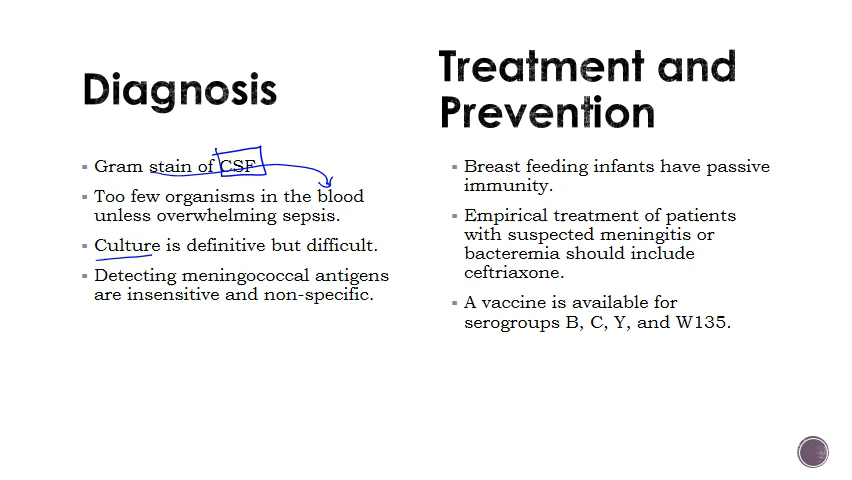 Diagnosis
▪ Gram stain of CSF
▪ Too few organisms in the blood
unless overwhelming sepsis.
▪ Culture is definitive but difficult.
▪ Detecting meningococcal antigens
are insensitive and non-specific.
Treatment and
Prevention
▪ Breast feeding infants have passive
immunity.
▪ Empirical treatment of patients
with suspected meningitis or
bacteremia should include
ceftriaxone.
▪ A vaccine is available for
serogroups B, C, Y, and W135.